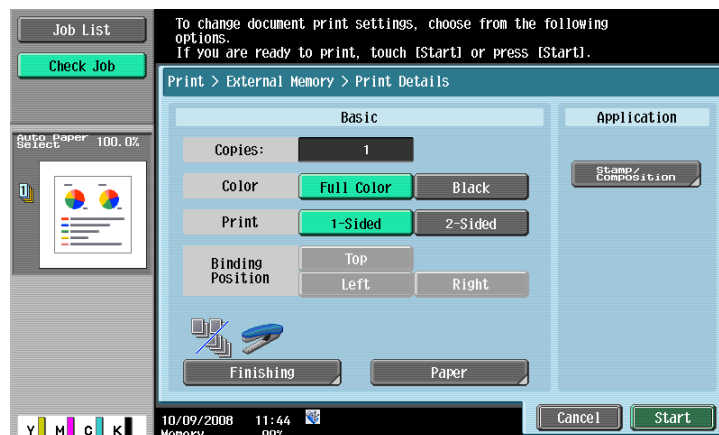 Job List
Check Job
To change document print settings, choose from the following
options.
If you are ready to print, touch [Start] or press [Start].
Print > External Memory > Print Details
Auto Paper
Select 100.0%
Basic
Copies: 1
Color Full Color Black
Print 1-Sided 2-Sided
Binding
Position
Top
Left Right
Finishing Paper
Application
Stamp/
Composition
Y M C K
10/09/2008 11:44
Memory 99%
Cancel Start